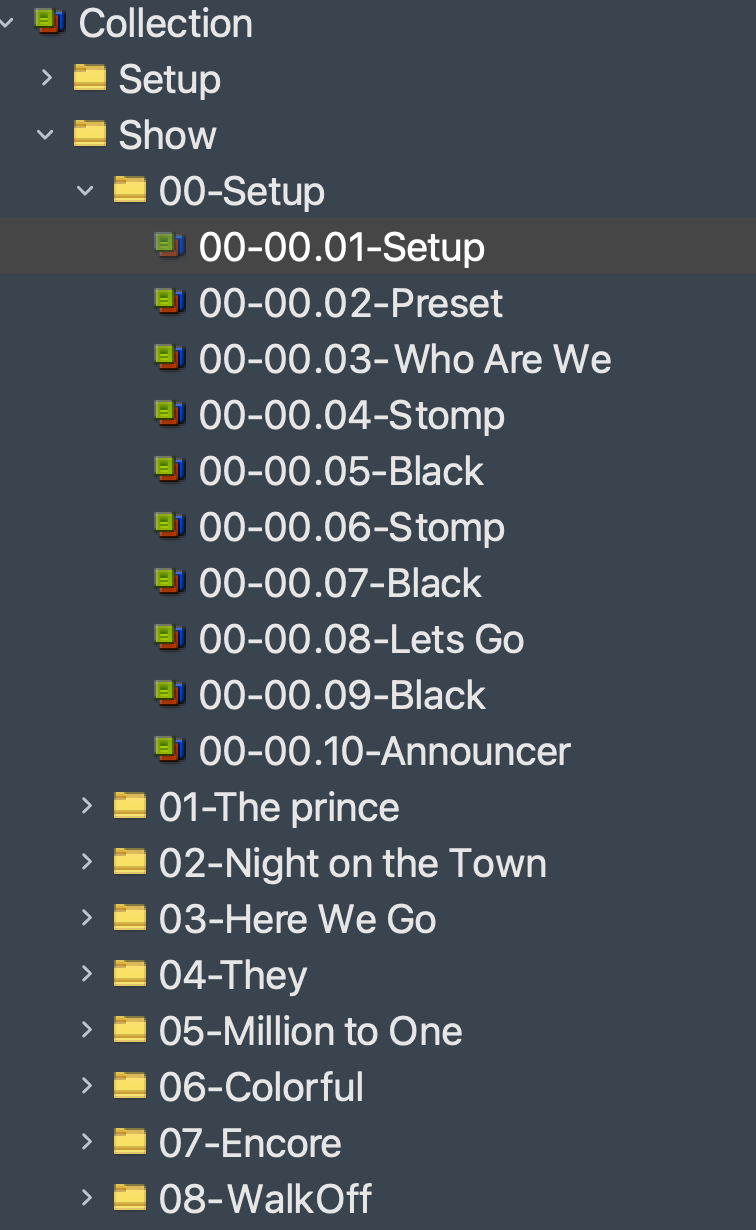 Collection
Setup
Show
00-Setup
00-00.01-Setup
00-00.02-Preset
00-00.03-Who Are We
00-00.04-Stomp
00-00.05-Black
00-00.06-Stomp
00-00.07-Black
00-00.08-Lets Go
00-00.09-Black
00-00.10-Announcer
01-The prince
02-Night on the Town
03-Here We Go
04-They
05-Million to One
06-Colorful
07-Encore
08-WalkOff